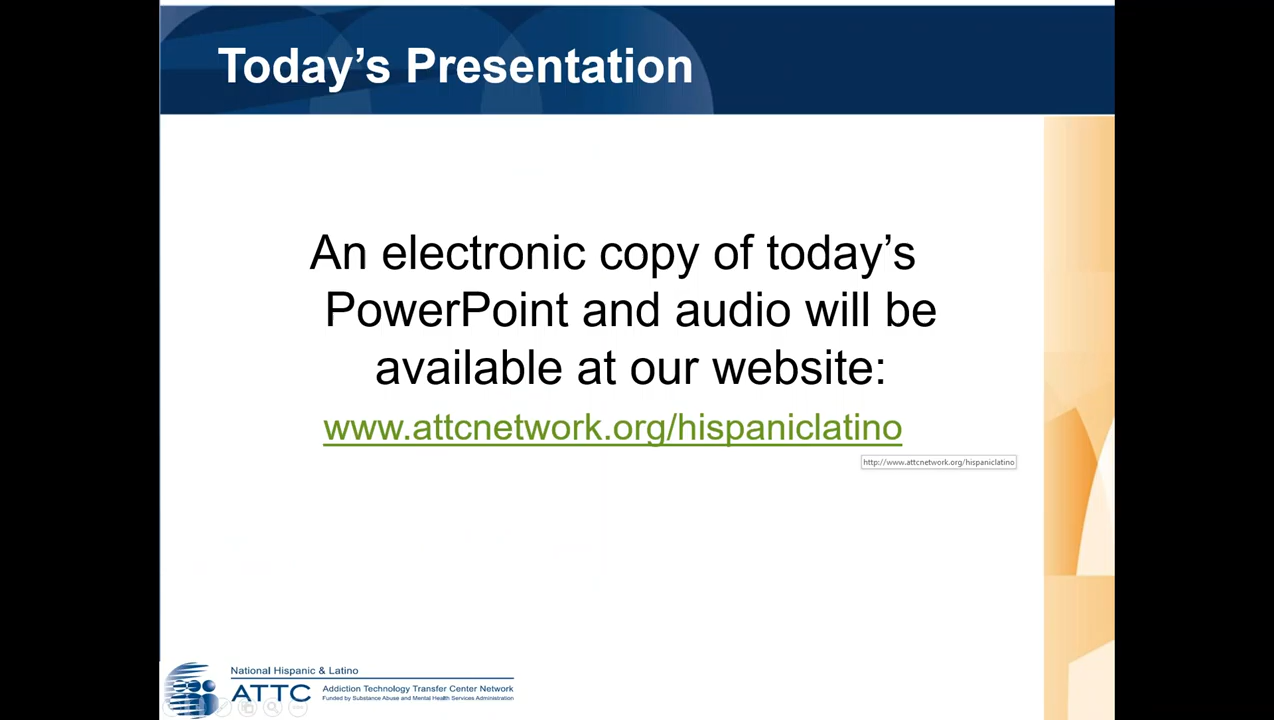 Today’s Presentation
An electronic copy of today’s
PowerPoint and audio will be
available at our website:
www.attcnetwork.org/hispaniclatino
http://www.attcnetwork.org/hispaniclatino
National Hispanic & Latino
ATTC
Addiction Technology Transfer Center Network
Funded by Substance Abuse and Mental Health Services Administration